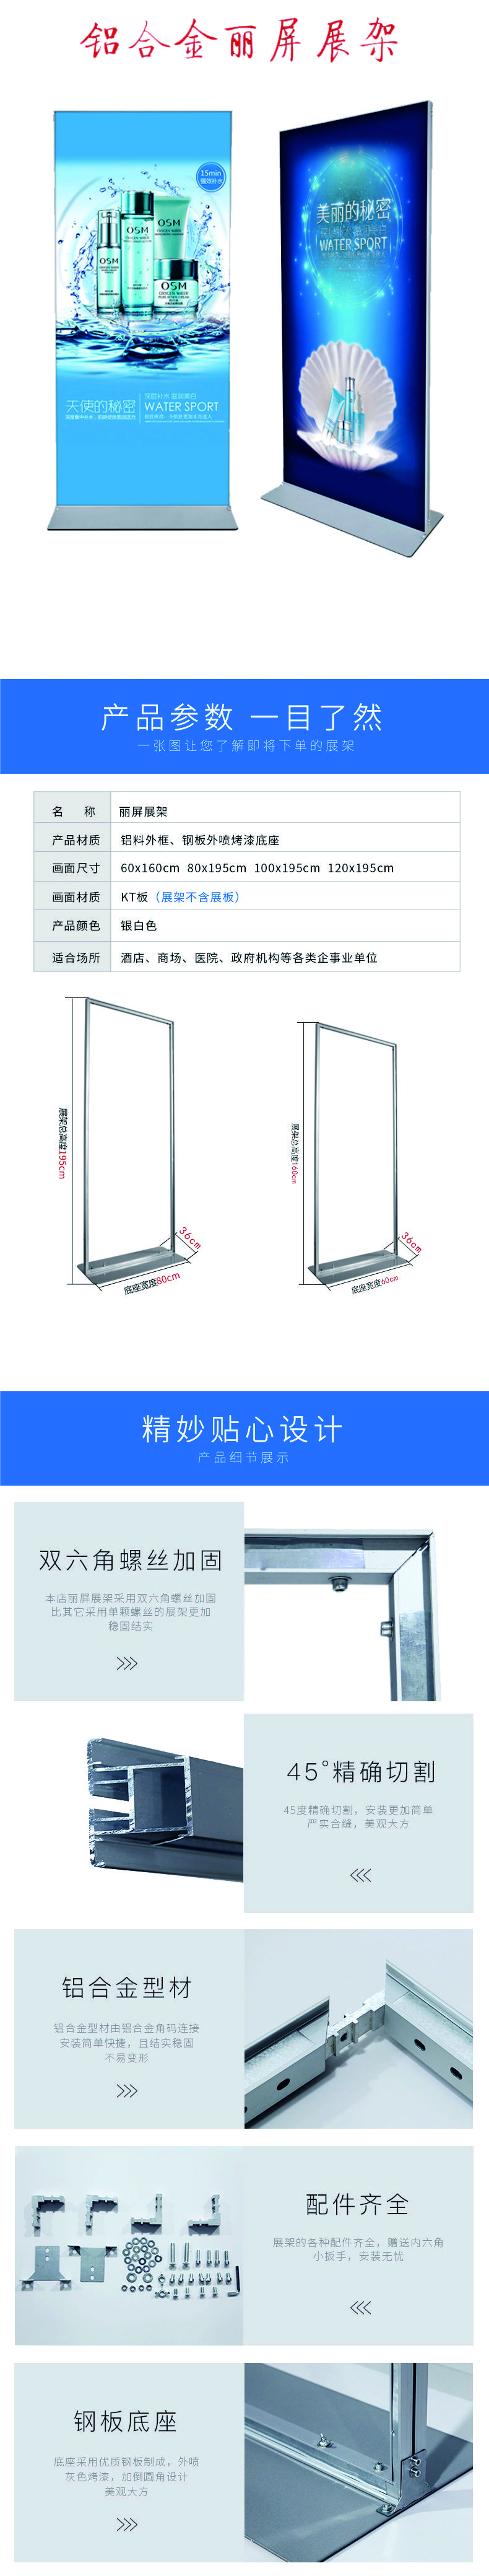 铝合金丽屏展架
15min
强效补水
OSM
OSM
OSM
天使的秘密
深层补水 滋润美白
WATER SPORT
美丽的秘密
WATER SPORT
产品参数 一目了然
一张图让您了解即将下单的展架
名 称 丽屏展架
产品材质 铝料外框、钢板外喷烤漆底座
画面尺寸 60x160cm 80x195cm 100x195cm 120x195cm
画面材质 KT板（展架不含展板）
产品颜色 银白色
适合场所 酒店、商场、医院、政府机构等各类企事业单位
展架总高度195cm
36cm
底座宽度80cm
展架总高度160cm
36cm
底座宽度60cm
精妙贴心设计
产品细节展示
双六角螺丝加固
本店丽屏展架采用双六角螺丝加固
比其它采用单颗螺丝的展架更加
稳固结实
45°精确切割
45度精确切割，安装更加简单
严实合缝，美观大方
铝合金型材
铝合金型材由铝合金角码连接
安装简单快捷，且结实稳固
不易变形
配件齐全
展架的各种配件齐全，赠送内六角
小扳手，安装无忧
钢板底座
底座采用优质钢板制成，外喷
灰色烤漆，加倒圆角设计
美观大方